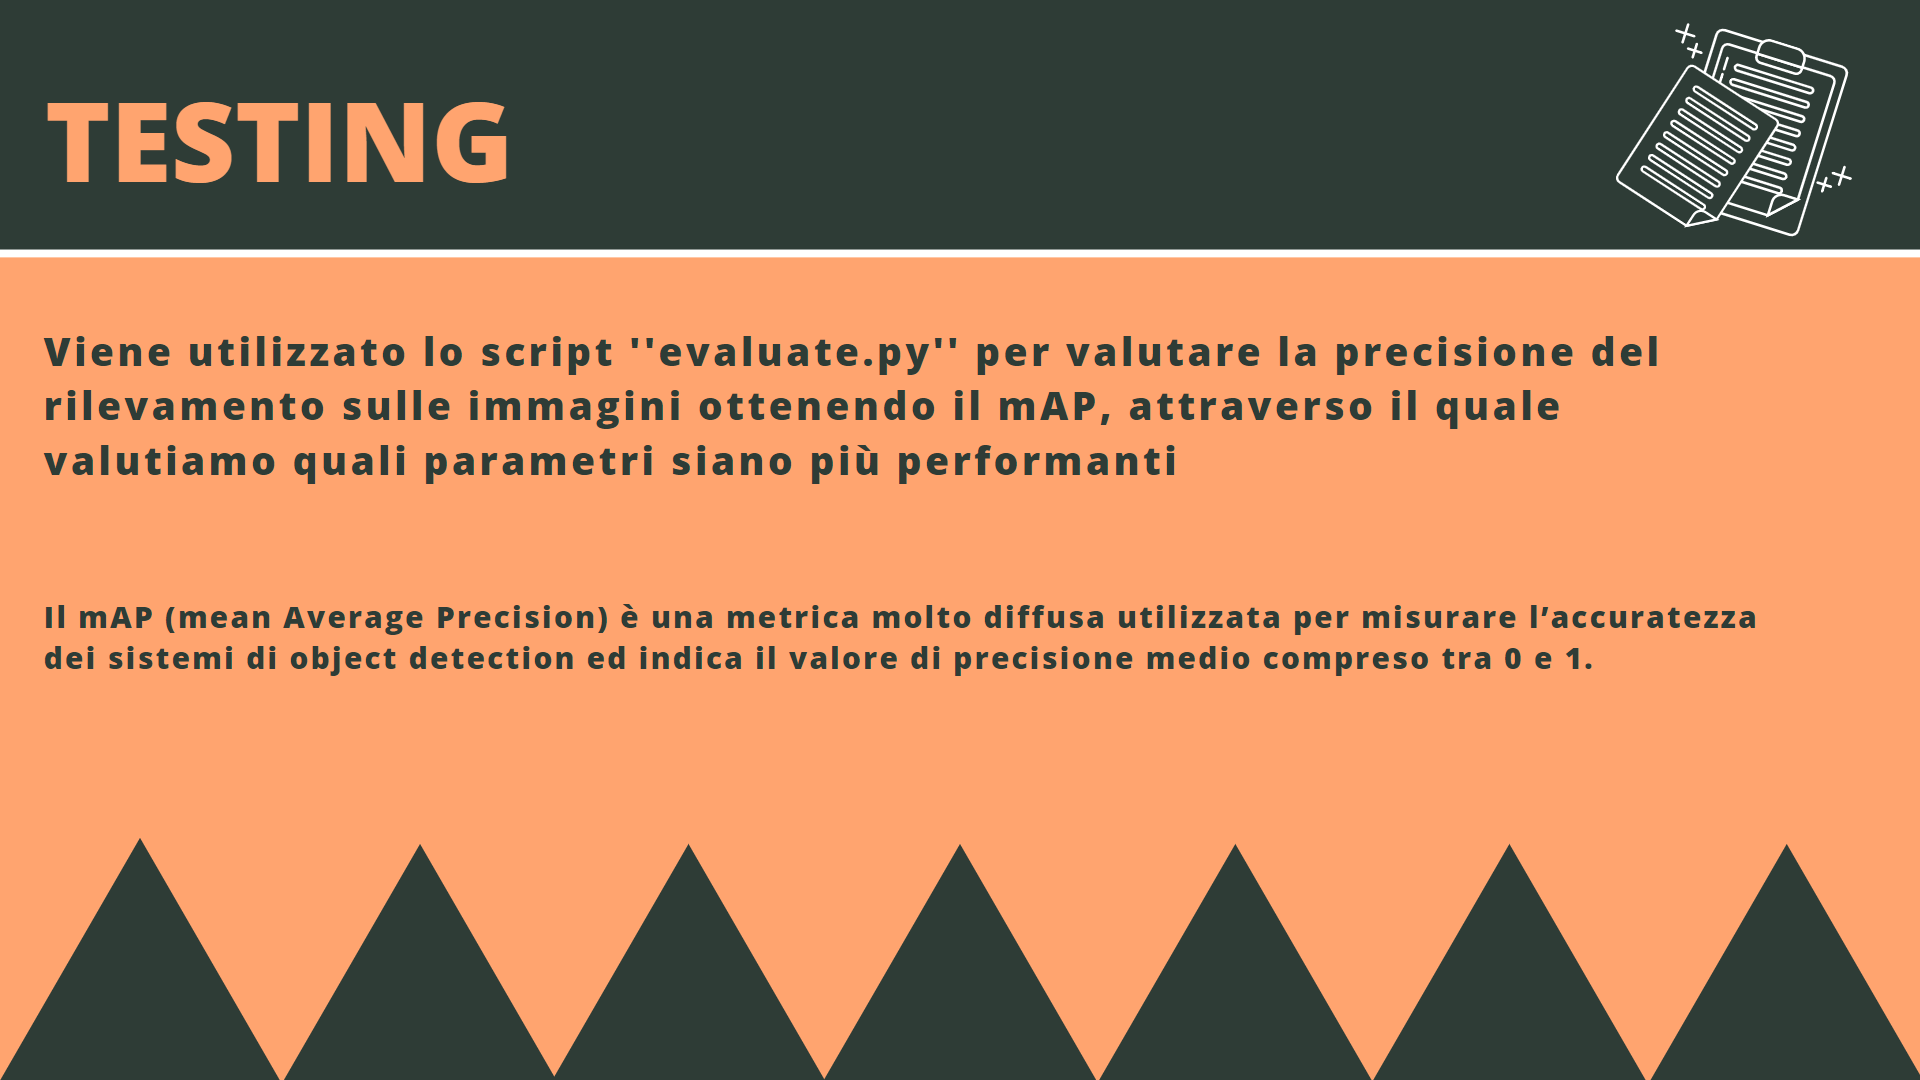 TESTING
Viene utilizzato lo script ''evaluate.py'' per valutare la precisione del
rilevamento sulle immagini ottenendo il mAP, attraverso il quale
valutiamo quali parametri siano più performanti
Il mAP (mean Average Precision) è una metrica molto diffusa utilizzata per misurare l’accuratezza
dei sistemi di object detection ed indica il valore di precisione medio compreso tra 0 e 1.